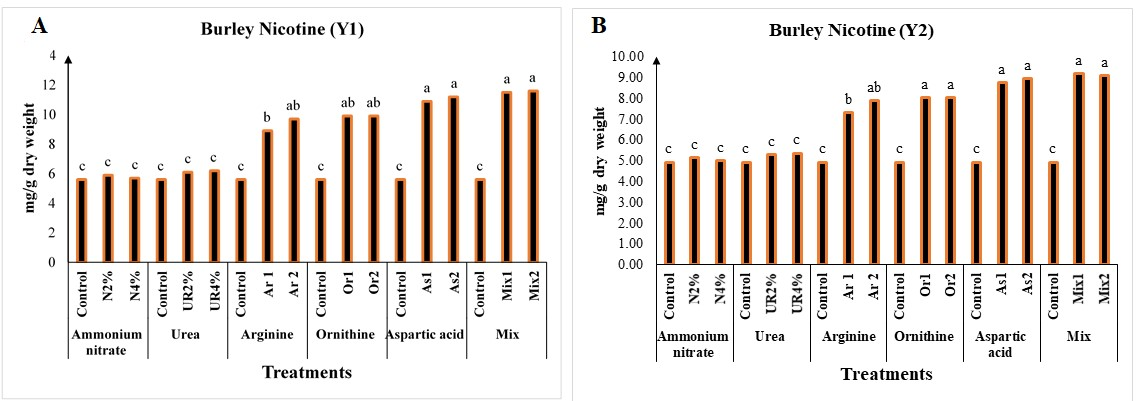 A
Burley Nicotine (Y1)
4
12
10
8
6
4
2
0
mg/g dry weight
c c c c c c c b ab c ab ab c a a c a a
Control N2% N4% Control UR2% UR4% Control Ar 1 Ar 2 Control Or1 Or2 Control As1 As2 Control Mix1 Mix2
Ammonium Urea Arginine Ornithine Aspartic acid Mix
nitrate
Treatments
B
Burley Nicotine (Y2)
10.00
9.00
8.00
7.00
6.00
5.00
4.00
3.00
2.00
1.00
0.00
mg/g dry weight
c c c c c c c b ab c a a c a a c a a
Control N2% N4% Control UR2% UR4% Control Ar 1 Ar 2 Control Or1 Or2 Control As1 As2 Control Mix1 Mix2
Ammonium Urea Arginine Ornithine Aspartic Mix
nitrate acid
Treatments